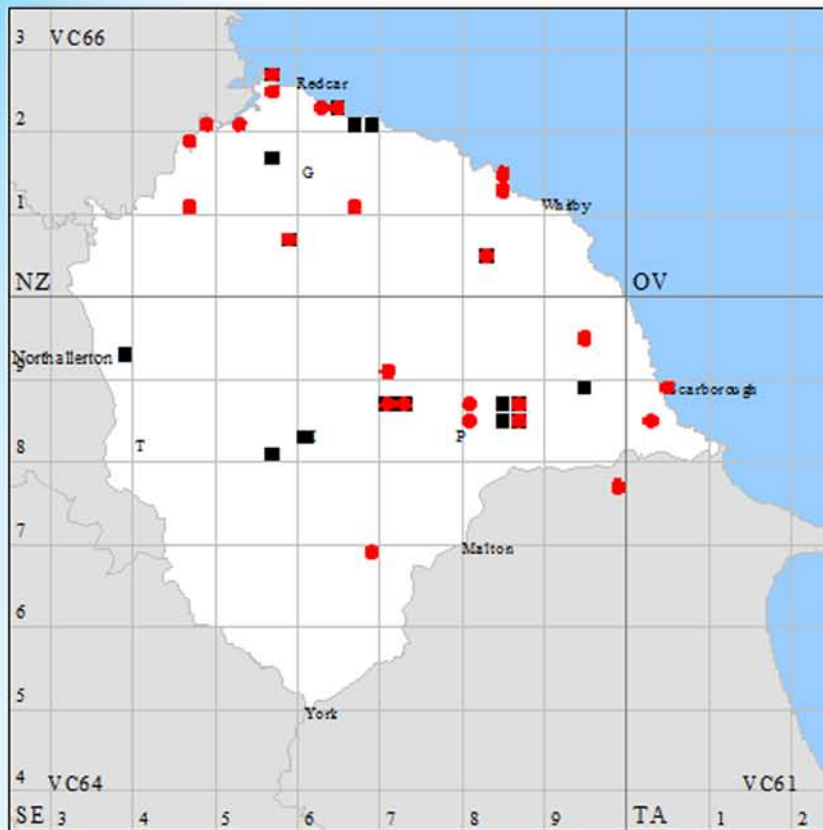 3 VC66
Redcar
2
G
1
Whitby
NZ
OV
Northallerton
9
carborough
T
P
8
7
Malton
6
5
York
4
VC64
VC61
SE 3 4 5 6 7 8 9 TA 1 2